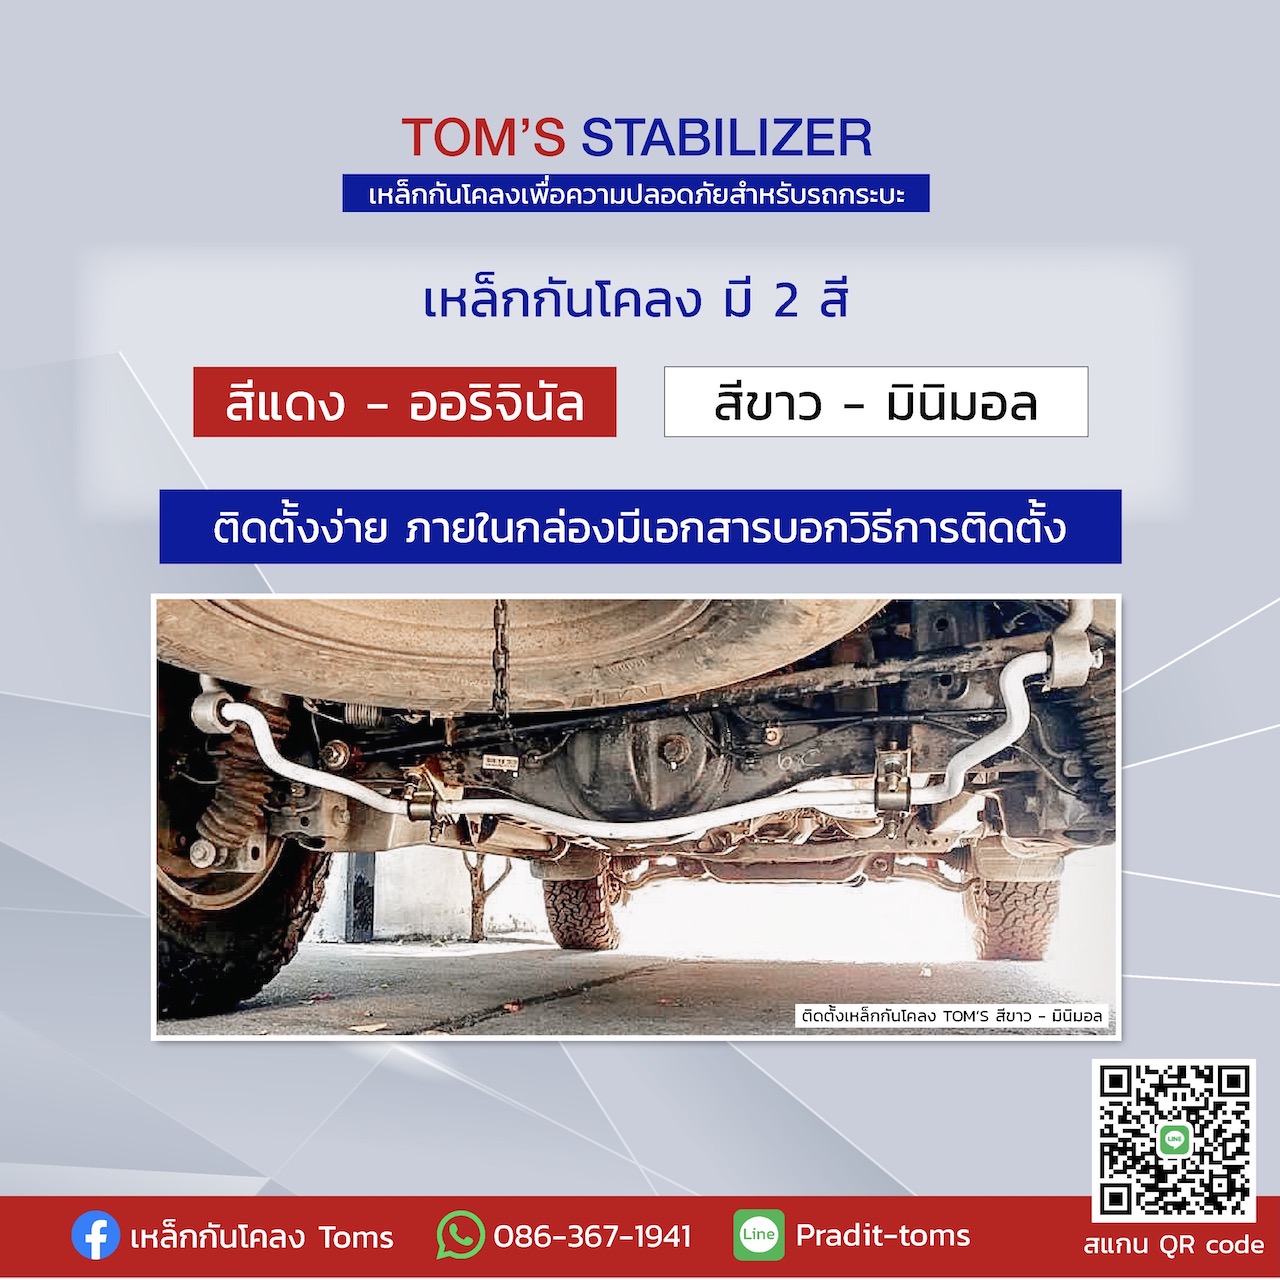 TOM'S STABILIZER
เหล็กกันโคลงเพื่อความปลอดภัยสำหรับรถกระบะ
เหล็กกันโคลง มี 2 สี
สีแดง - ออริจินัล
สีขาว - มินิมอล
ติดตั้งง่าย ภายในกล่องมีเอกสารบอกวิธีการติดตั้ง
6C
ติดตั้งเหล็กกันโคลง TOM'S สีขาว - มินิมอล
LINE
เหล็กกันโคลง Toms
086-367-1941
Line
Pradit-toms
สแกน QR code